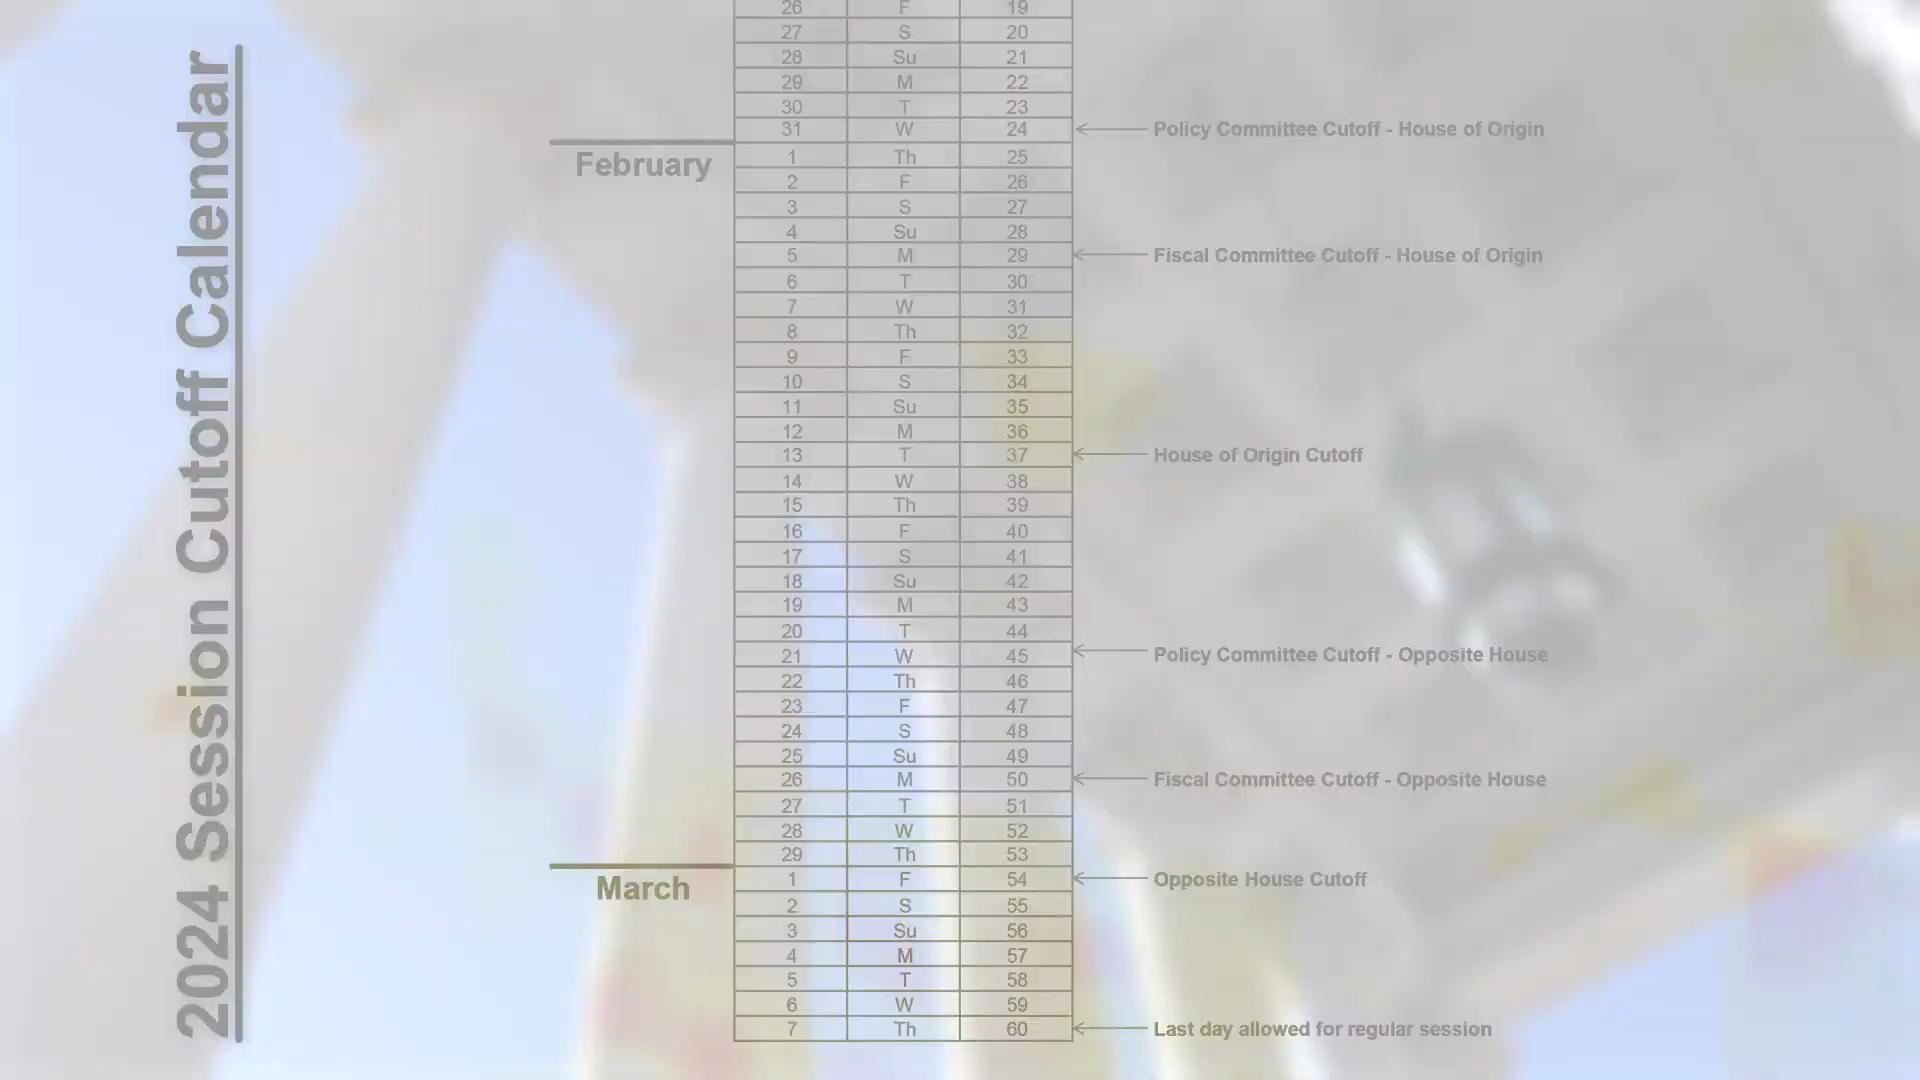 2024 Session Cutoff Calendar
26 F 19
27 S 20
28 Su 21
29 M 22
30 T 23
31 W 24 Policy Committee Cutoff - House of Origin
February
1 Th 25
2 F 26
3 S 27
4 Su 28
5 M 29 Fiscal Committee Cutoff - House of Origin
6 T 30
7 W 31
8 Th 32
9 F 33
10 S 34
11 Su 35
12 M 36
13 T 37 House of Origin Cutoff
14 W 38
15 Th 39
16 F 40
17 S 41
18 Su 42
19 M 43
20 T 44
21 W 45 Policy Committee Cutoff - Opposite House
22 Th 46
23 F 47
24 S 48
25 Su 49
26 M 50 Fiscal Committee Cutoff - Opposite House
27 T 51
28 W 52
29 Th 53
March
1 F 54 Opposite House Cutoff
2 S 55
3 Su 56
4 M 57
5 T 58
6 W 59
7 Th 60 Last day allowed for regular session